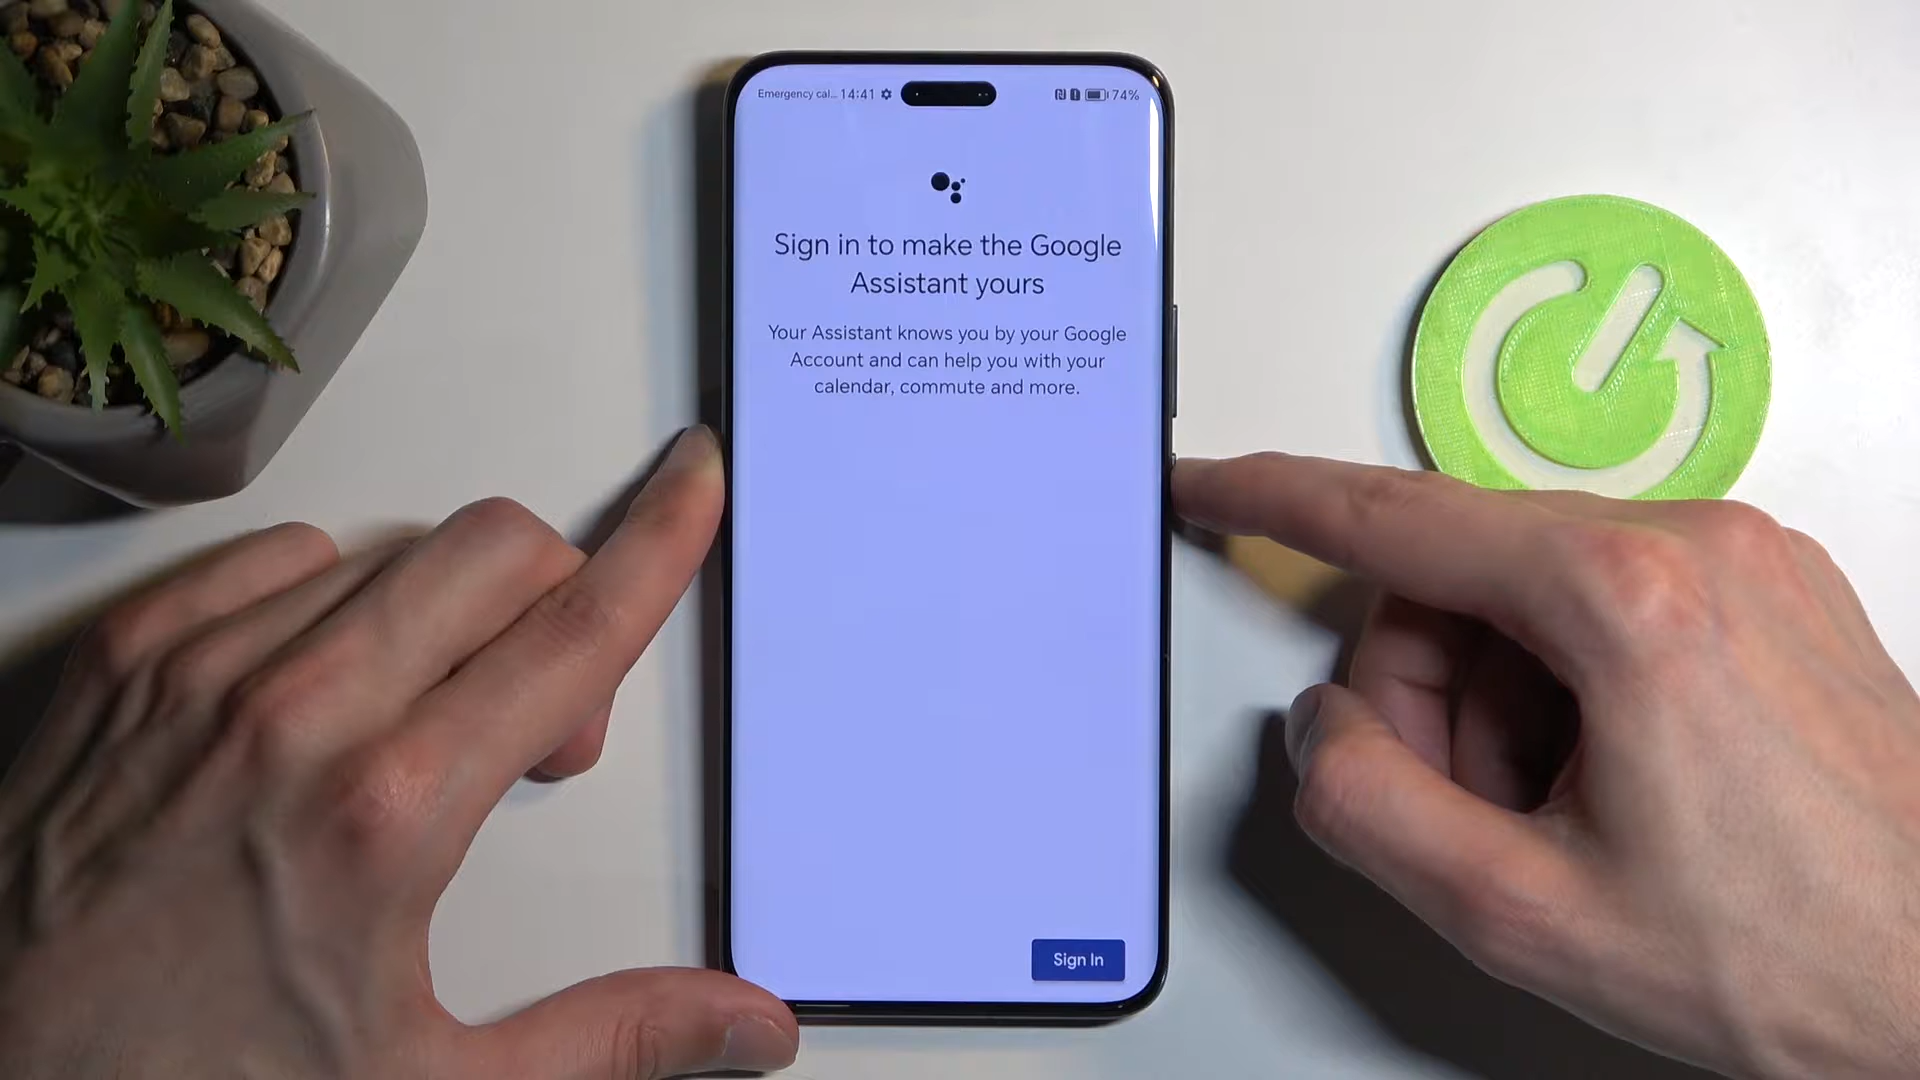 Emergency cal... 14:41 74%
Sign in to make the Google
Assistant yours
Your Assistant knows you by your Google
Account and can help you with your
calendar, commute and more.
Sign In